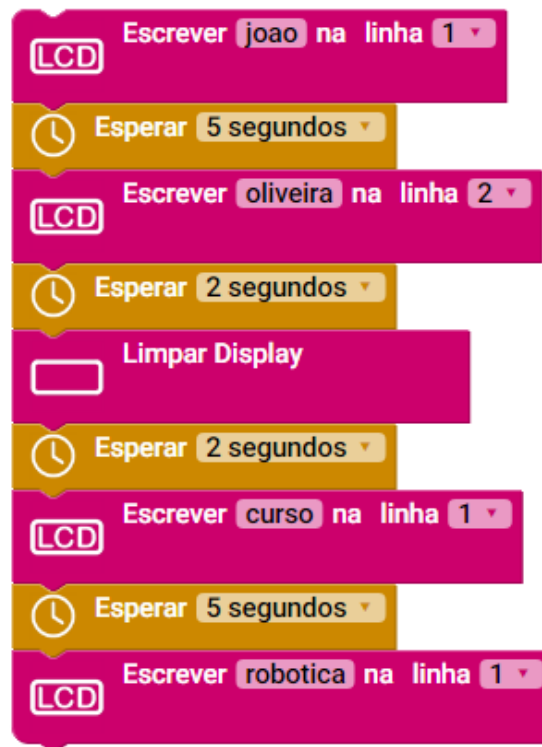 LCD Escrever joao na linha 1
Esperar 5 segundos
LCD Escrever oliveira na linha 2
Esperar 2 segundos
Limpar Display
Esperar 2 segundos
LCD Escrever curso na linha 1
Esperar 5 segundos
LCD Escrever robotica na linha 1